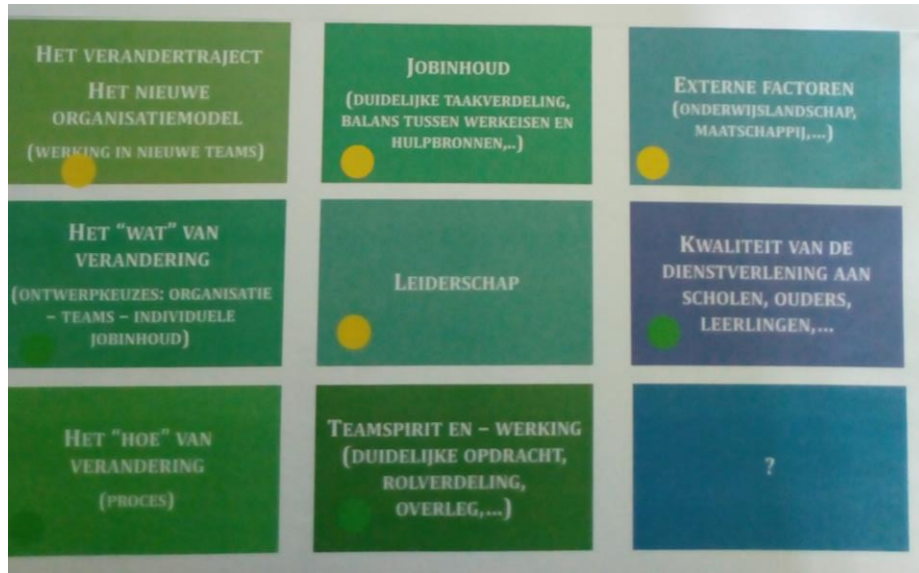 HET VERANDERTRAJECT
HET NIEUWE
ORGANISATIEMODEL
(WERKING IN NIEUWE TEAMS)
JOBINHOUD
(DUIDELIJKE TAAKVERDELING,
BALANS TUSSEN WERKEISEN EN
HULPBRONNEN,..)
EXTERNE FACTOREN
(ONDERWIJSLANDSCHAP,
MAATSCHAPPIJ,...)
HET "WAT" VAN
VERANDERING
(ONTWERPKEUZES: ORGANISATIE
– TEAMS – INDIVIDUELE
JOBINHOUD)
LEIDERSCHAP
KWALITEIT VAN DE
DIENSTVERLENING AAN
SCHOLEN, OUDERS,
LEERLINGEN,...
HET "HOE" VAN
VERANDERING
(PROCES)
TEAMSPIRIT EN – WERKING
(DUIDELIJKE OPDRACHT,
ROLVERDELING,
OVERLEG,...)
?